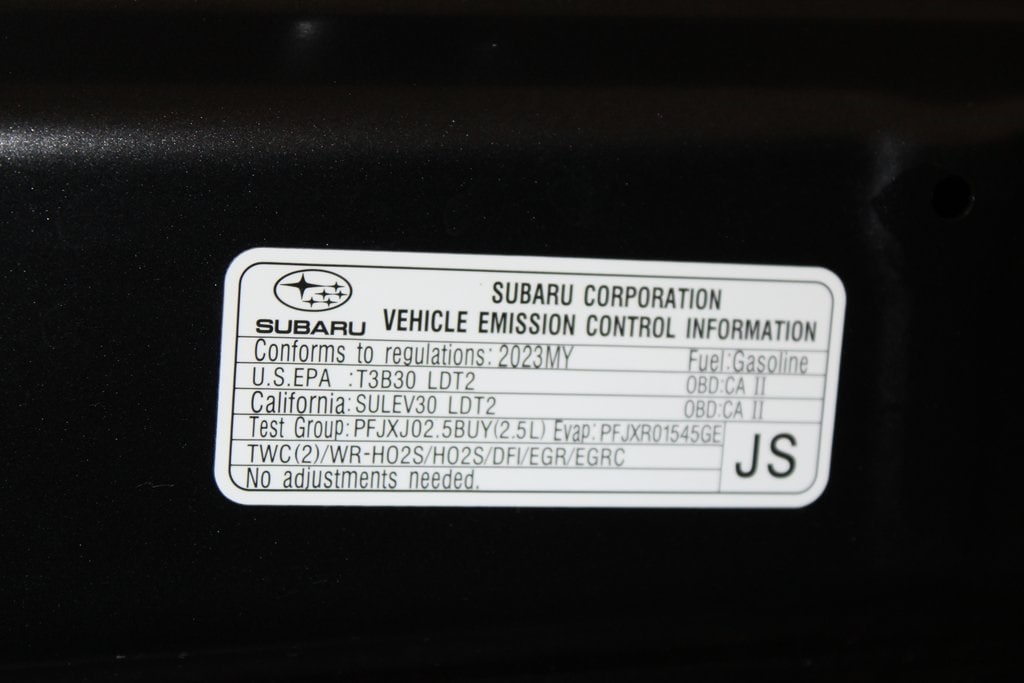 SUBARU CORPORATION
SUBARU VEHICLE EMISSION CONTROL INFORMATION
Conforms to regulations: 2023MY Fuel:Gasoline
U.S.EPA :T3B30 LDT2 OBD:CA II
California:SULEV30 LDT2 OBD:CA II
Test Group:PFJXJ02.5BUY(2.5L) Evap:PFJXR01545GE
TWC(2)/WR-HO2S/HO2S/DFI/EGR/EGRC
JS
No adjustments needed.